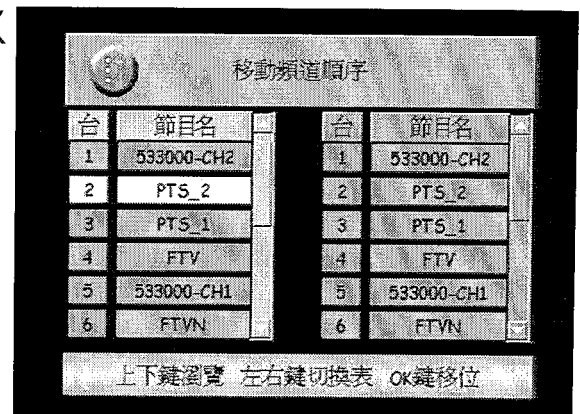 移動頻道順序
台 節目名 台 節目名
1 533000-CH2 1 533000-CH2
2 PTS_2 2 PTS_2
3 PTS_1 3 PTS_1
4 FTV 4 FTV
5 533000-CH1 5 533000-CH1
6 FTVN 6 FTVN
上下鍵瀏覽 左右鍵切換表 OK鍵移位